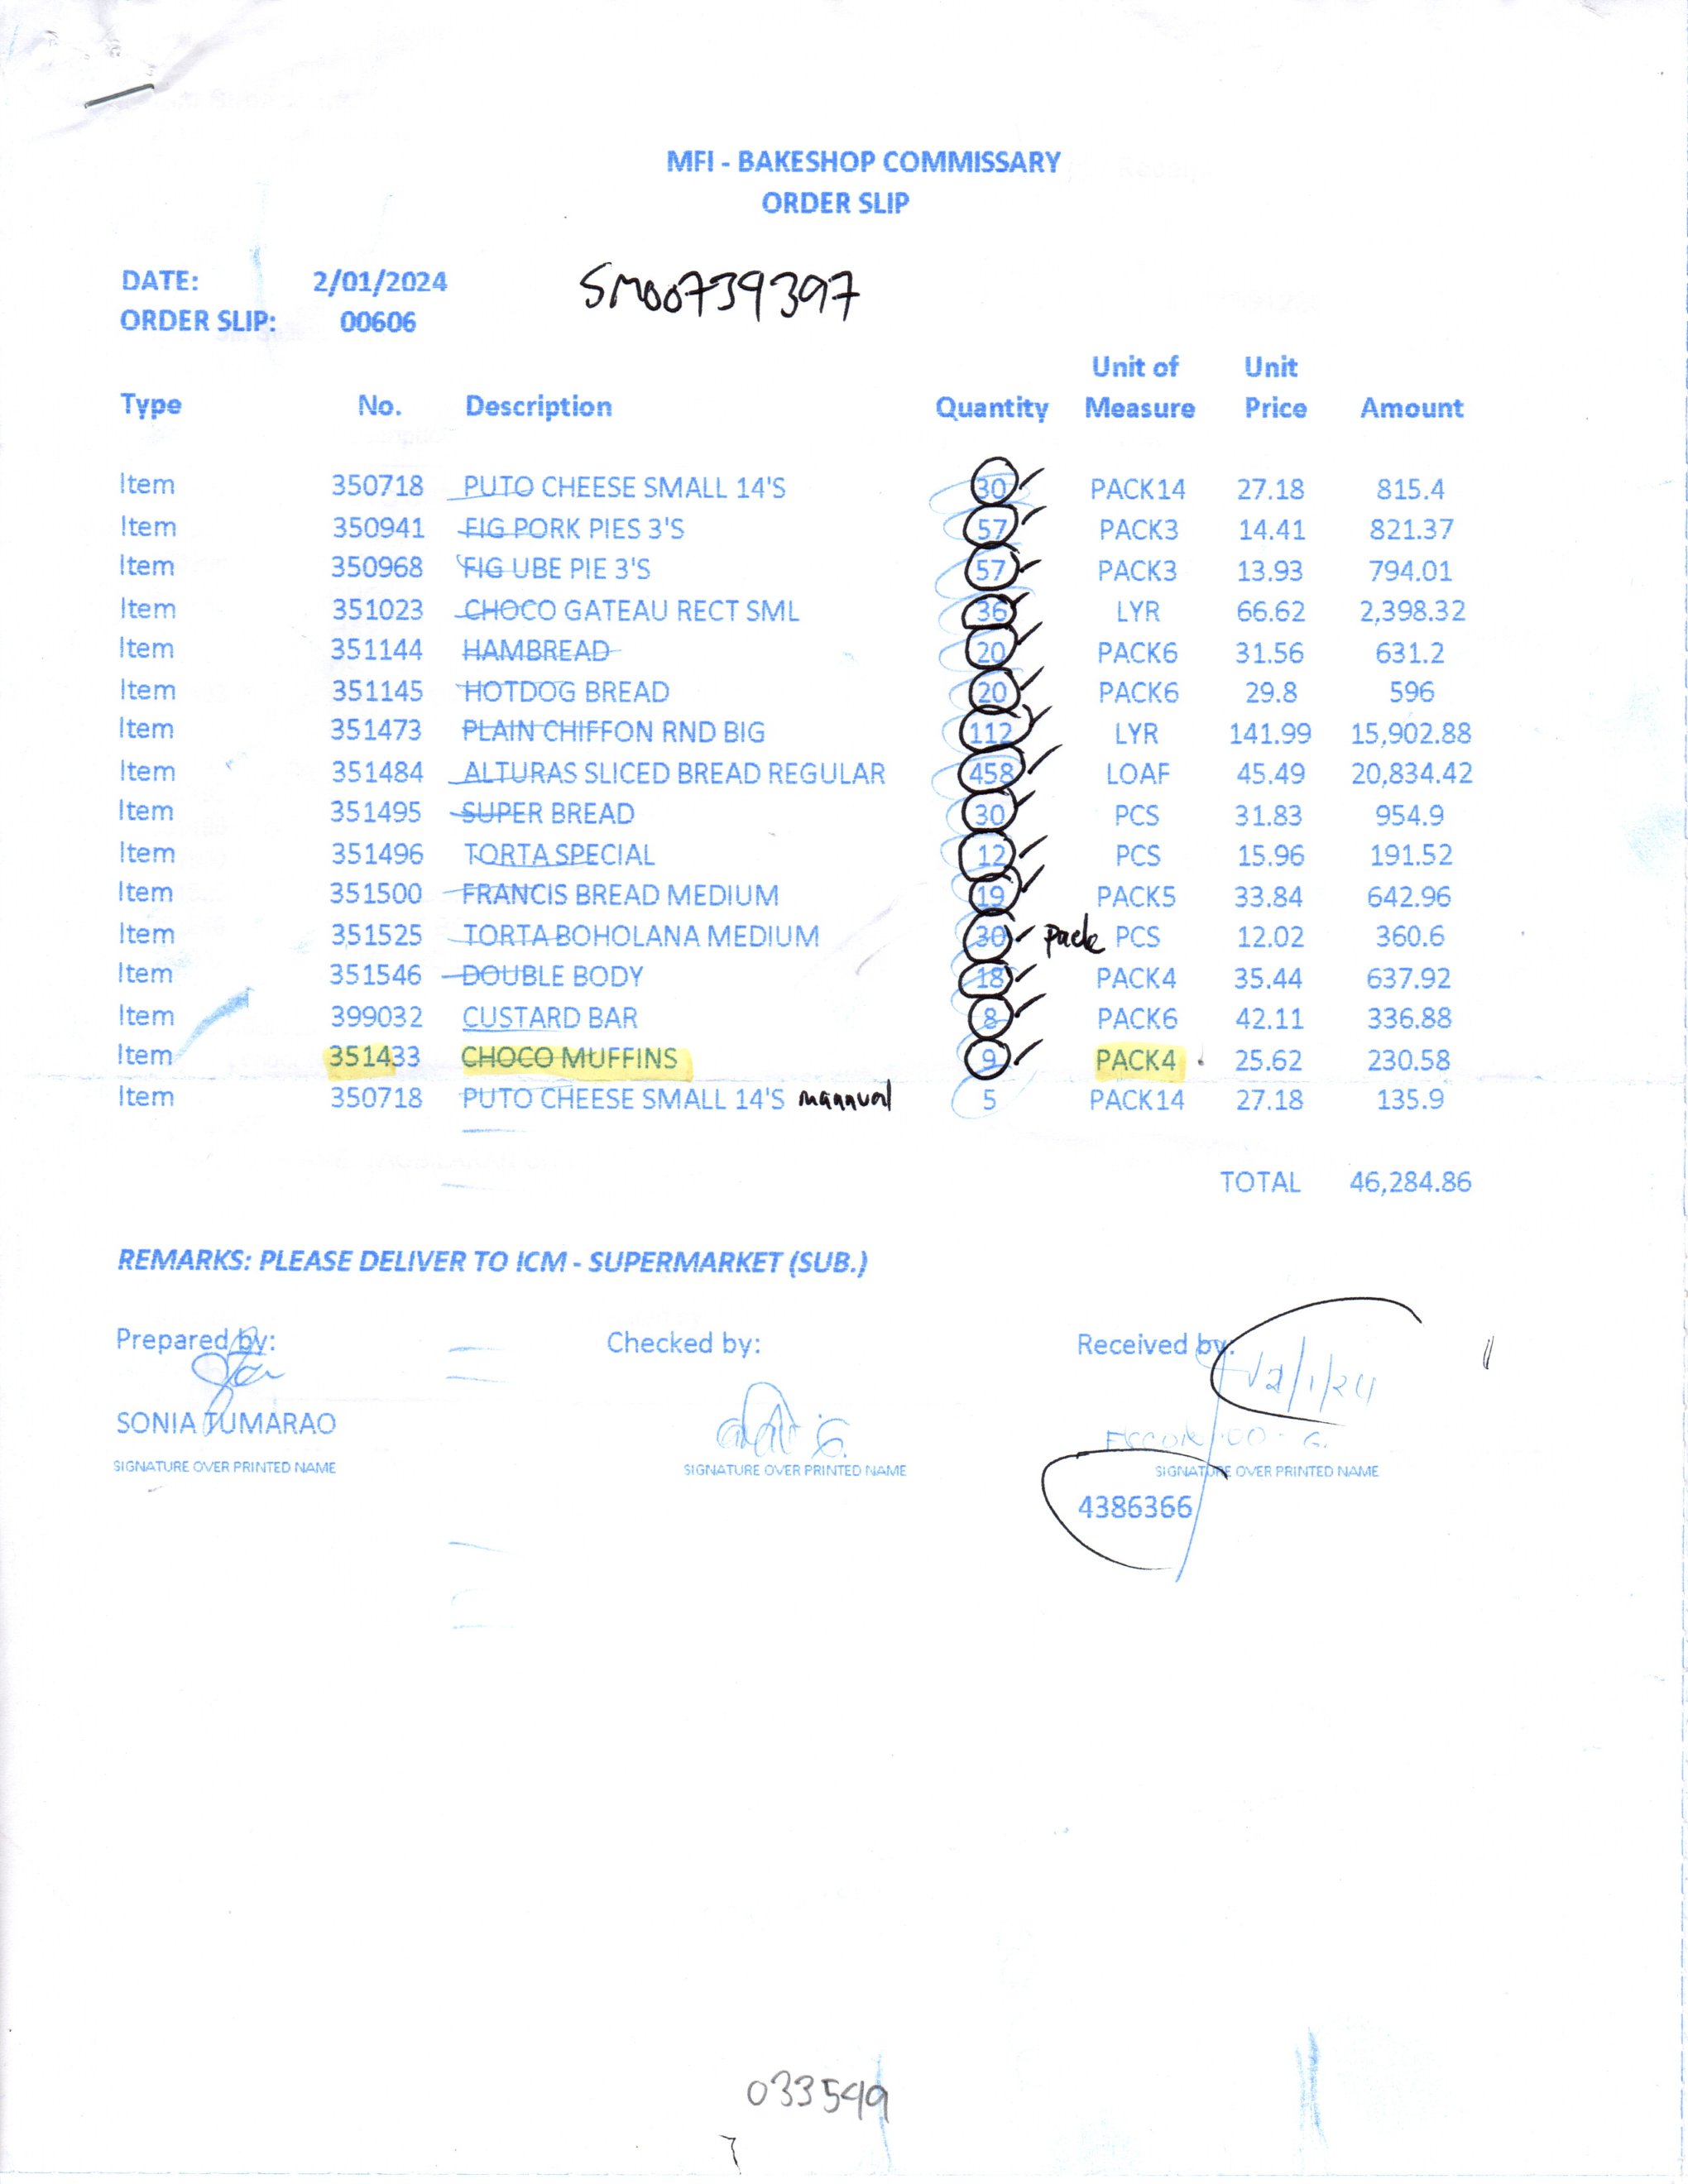 MFI - BAKESHOP COMMISSARY
ORDER SLIP
DATE: 2/01/2024 SM00739397
ORDER SLIP: 00606
Type No. Description Quantity Unit of Measure Unit Price Amount
Item 350718 PUTO CHEESE SMALL 14'S 30 PACK14 27.18 815.4
Item 350941 FIG PORK PIES 3'S 57 PACK3 14.41 821.37
Item 350968 FIG UBE PIE 3'S 57 PACK3 13.93 794.01
Item 351023 CHOCO GATEAU RECT SML 36 LYR 66.62 2,398.32
Item 351144 HAMBREAD 20 PACK6 31.56 631.2
Item 351145 HOTDOG BREAD 20 PACK6 29.8 596
Item 351473 PLAIN CHIFFON RND BIG 112 LYR 141.99 15,902.88
Item 351484 ALTURAS SLICED BREAD REGULAR 458 LOAF 45.49 20,834.42
Item 351495 SUPER BREAD 30 PCS 31.83 954.9
Item 351496 TORTA SPECIAL 12 PCS 15.96 191.52
Item 351500 FRANCIS BREAD MEDIUM 19 PACK5 33.84 642.96
Item 351525 TORTA BOHOLANA MEDIUM 30 pack PCS 12.02 360.6
Item 351546 DOUBLE BODY 18 PACK4 35.44 637.92
Item 399032 CUSTARD BAR 8 PACK6 42.11 336.88
Item 351433 CHOCO MUFFINS 9 PACK4 25.62 230.58
Item 350718 PUTO CHEESE SMALL 14'S manual 5 PACK14 27.18 135.9
TOTAL 46,284.86
REMARKS: PLEASE DELIVER TO ICM - SUPERMARKET (SUB.)
Prepared by: Checked by: Received by:
2/1/24
SONIA TUMARAO
SIGNATURE OVER PRINTED NAME SIGNATURE OVER PRINTED NAME SIGNATURE OVER PRINTED NAME
4386366
033549